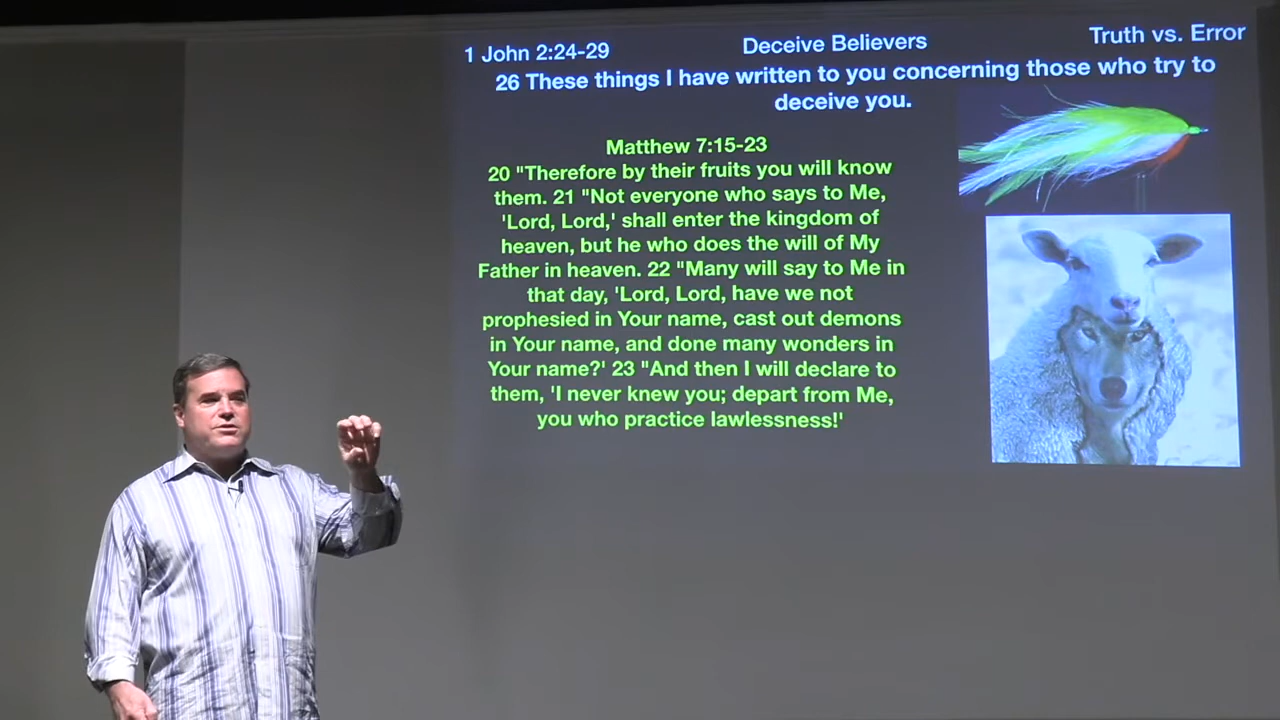 1 John 2:24-29 Deceive Believers Truth vs. Error
26 These things I have written to you concerning those who try to
deceive you.
Matthew 7:15-23
20 "Therefore by their fruits you will know
them. 21 "Not everyone who says to Me,
'Lord, Lord,' shall enter the kingdom of
heaven, but he who does the will of My
Father in heaven. 22 "Many will say to Me in
that day, 'Lord, Lord, have we not
prophesied in Your name, cast out demons
in Your name, and done many wonders in
Your name?' 23 "And then I will declare to
them, 'I never knew you; depart from Me,
you who practice lawlessness!'